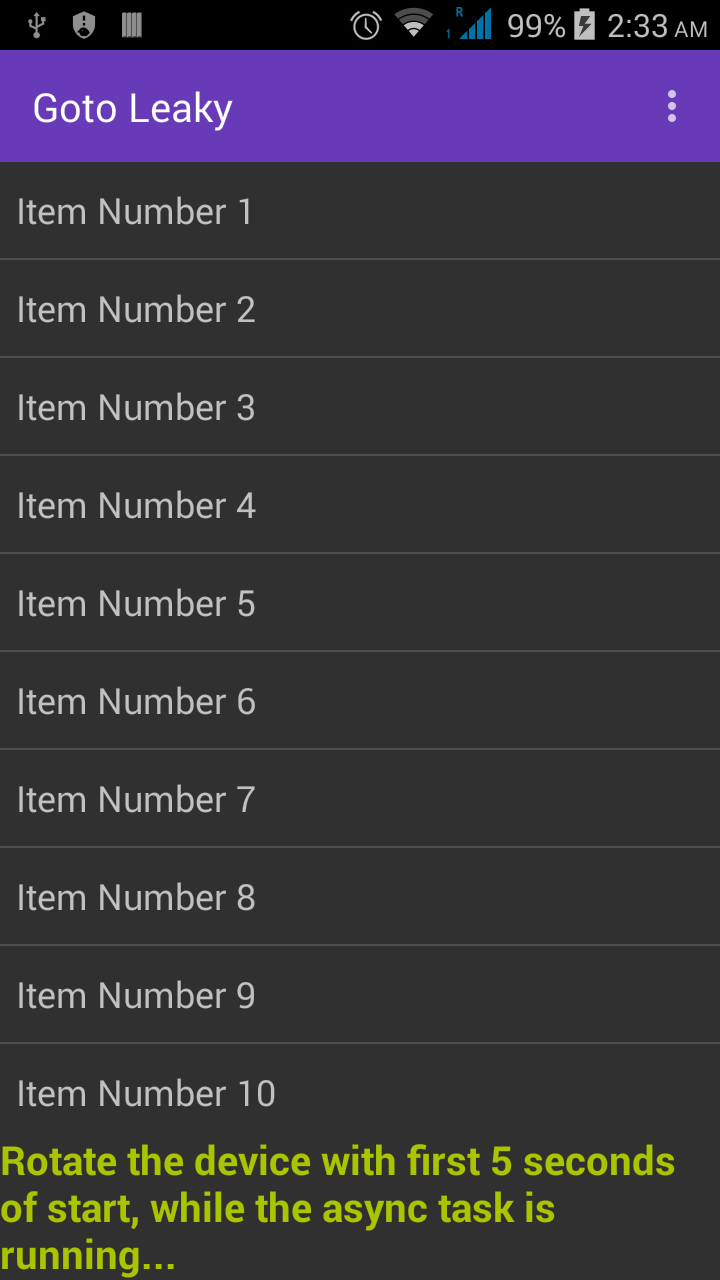 R
1
99% 2:33 AM
Goto Leaky
Item Number 1
Item Number 2
Item Number 3
Item Number 4
Item Number 5
Item Number 6
Item Number 7
Item Number 8
Item Number 9
Item Number 10
Rotate the device with first 5 seconds
of start, while the async task is
running...